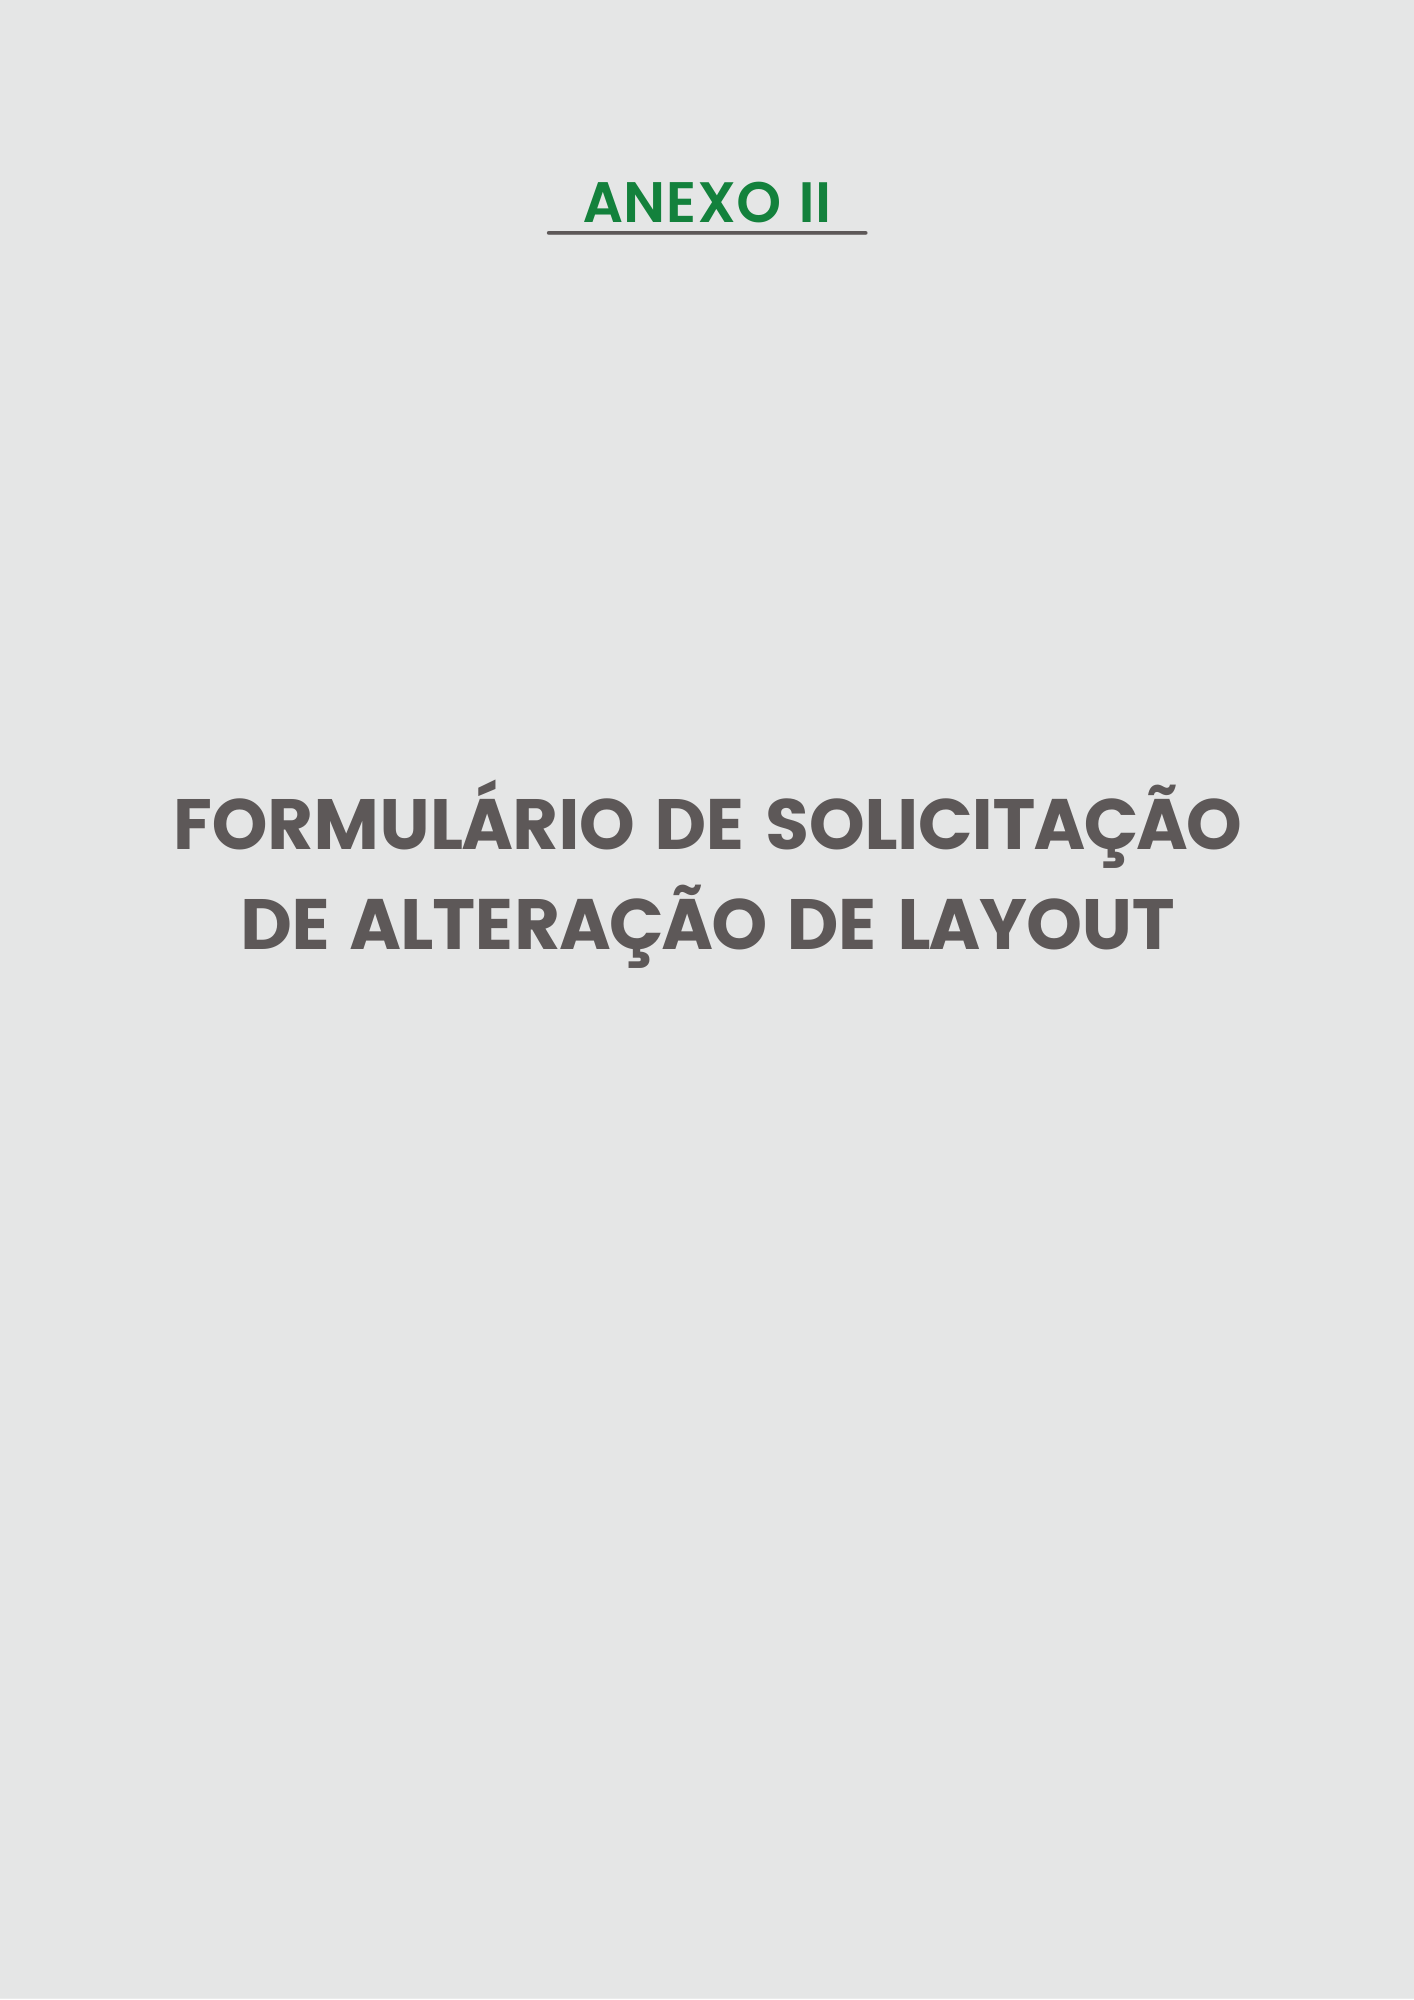 ANEXO II
FORMULÁRIO DE SOLICITAÇÃO
DE ALTERAÇÃO DE LAYOUT